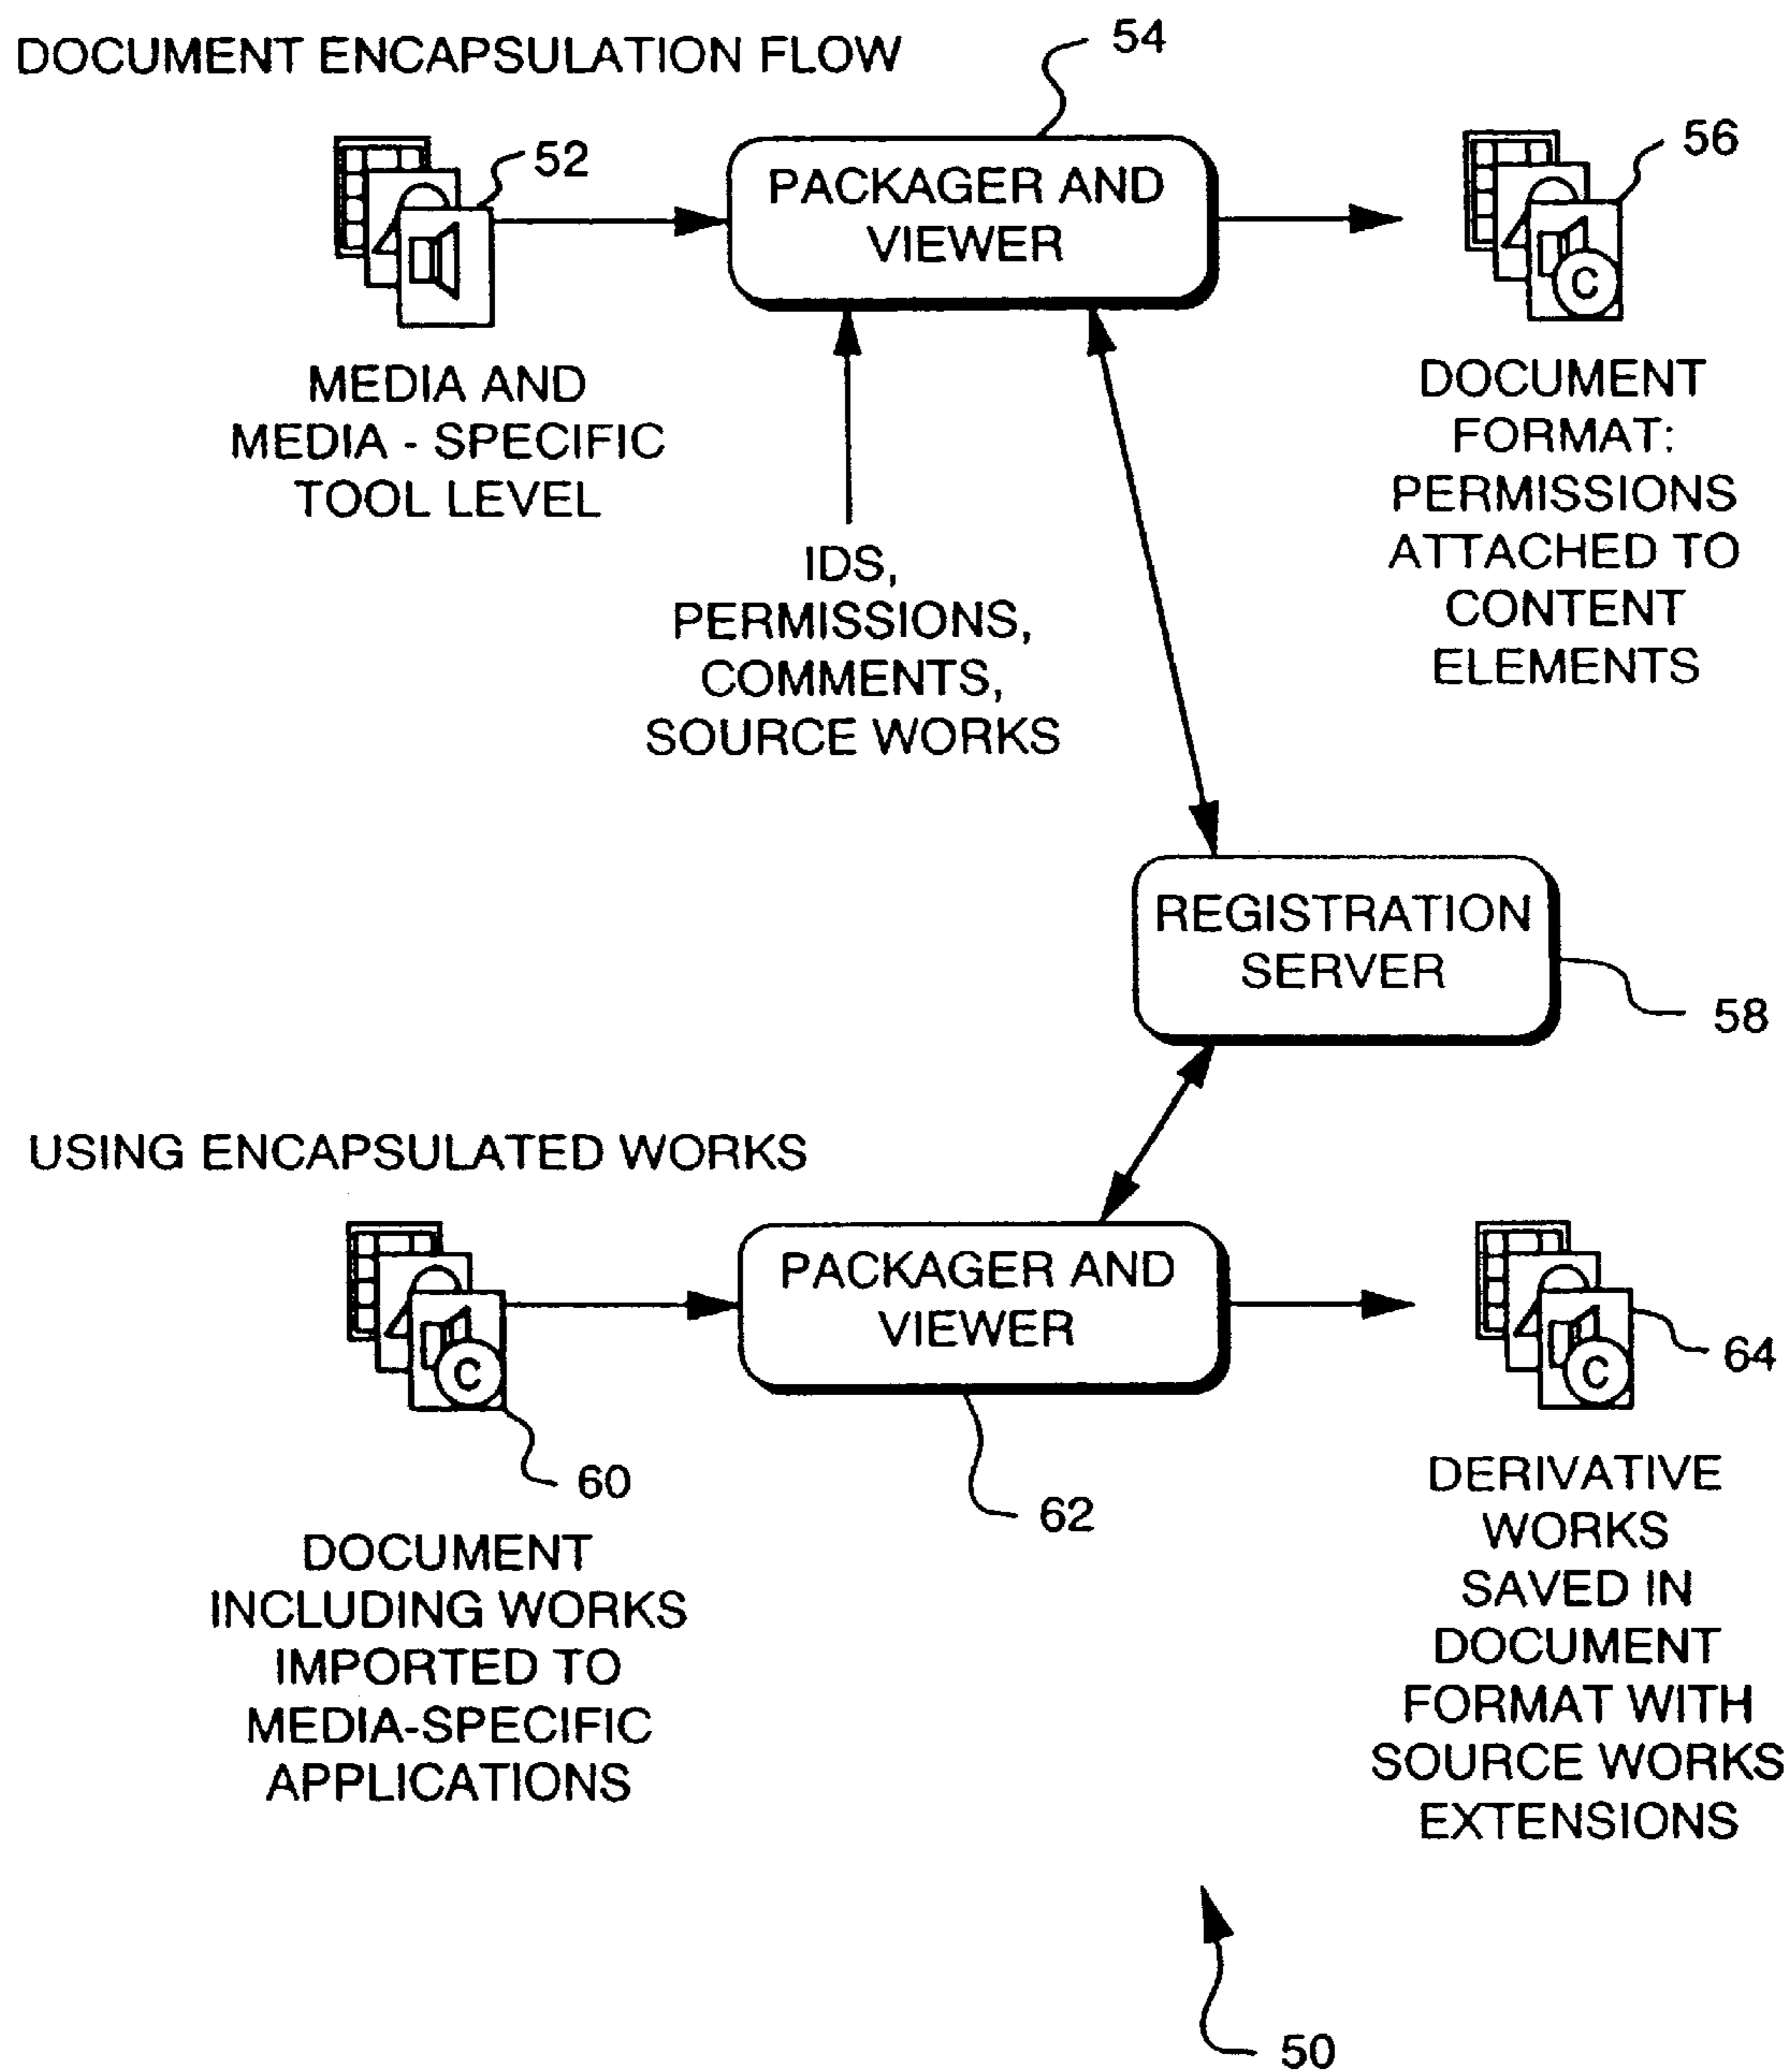 DOCUMENT ENCAPSULATION FLOW
54
52
56
PACKAGER AND
VIEWER
C
MEDIA AND
MEDIA - SPECIFIC
TOOL LEVEL
IDS,
PERMISSIONS,
COMMENTS,
SOURCE WORKS
DOCUMENT
FORMAT:
PERMISSIONS
ATTACHED TO
CONTENT
ELEMENTS
REGISTRATION
SERVER
58
USING ENCAPSULATED WORKS
PACKAGER AND
VIEWER
C
C
64
60
62
DOCUMENT
INCLUDING WORKS
IMPORTED TO
MEDIA-SPECIFIC
APPLICATIONS
DERIVATIVE
WORKS
SAVED IN
DOCUMENT
FORMAT WITH
SOURCE WORKS
EXTENSIONS
50